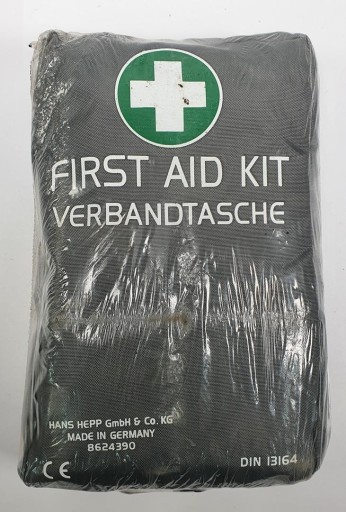 FIRST AID KIT
VERBANDTASCHE
HANS HEPP GmbH & Co. KG
MADE IN GERMANY
8624390
CE DIN 13164